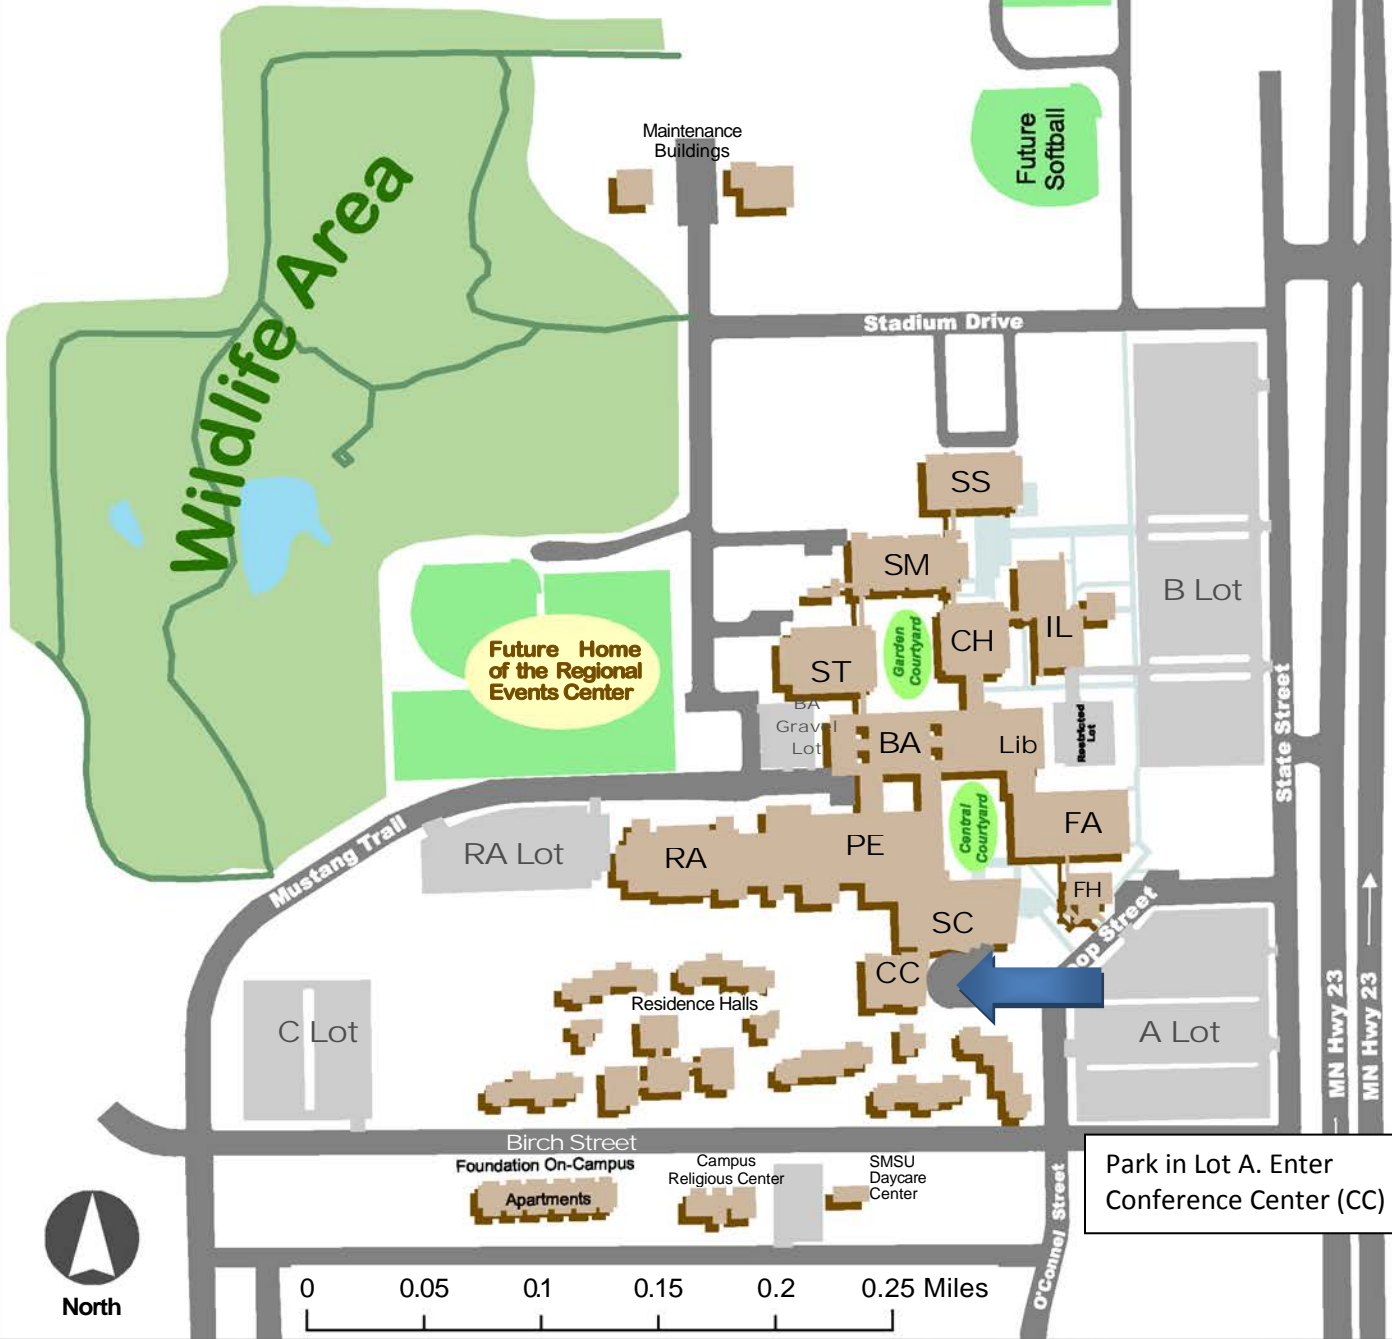 Maintenance
Buildings
Future
Softball
Wildlife Area
Stadium Drive
SS
SM
B Lot
CH
IL
Garden
Courtyard
ST
Future Home
of the Regional
Events Center
BA
Gravel
Lot
BA
Lib
Restricted
Lot
State Street
Central
Courtyard
FA
PE
RA
RA Lot
Mustang Trail
FH
SC
oop Street
CC
Residence Halls
C Lot
A Lot
MN Hwy 23
MN Hwy 23
Birch Street
Foundation On-Campus
Apartments
Campus
Religious Center
SMSU
Daycare
Center
Park in Lot A. Enter
Conference Center (CC)
O'Connel Street
North
0 0.05 0.1 0.15 0.2 0.25 Miles